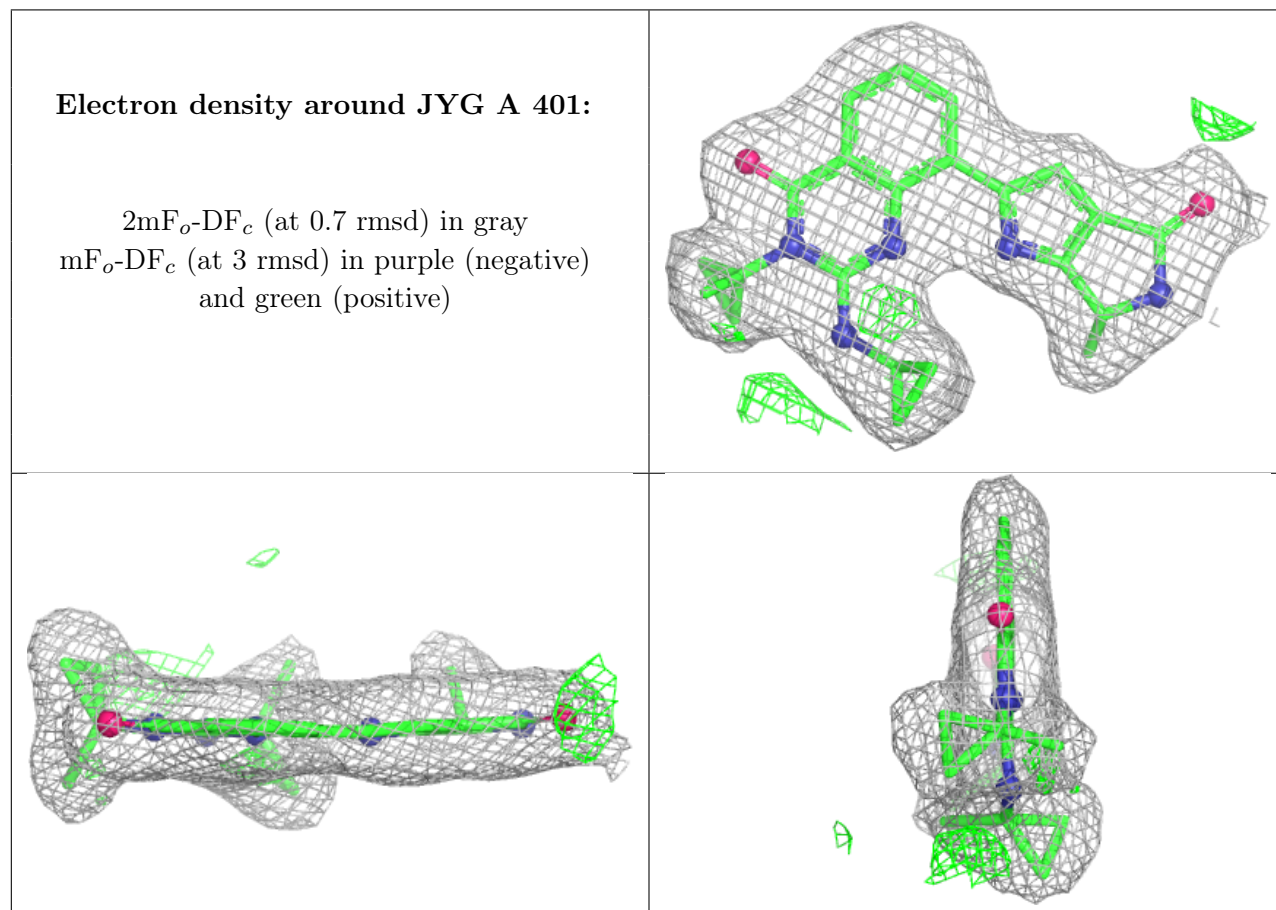 Electron density around JYG A 401:
2mFo-DFc (at 0.7 rmsd) in gray
mFo-DFc (at 3 rmsd) in purple (negative)
and green (positive)